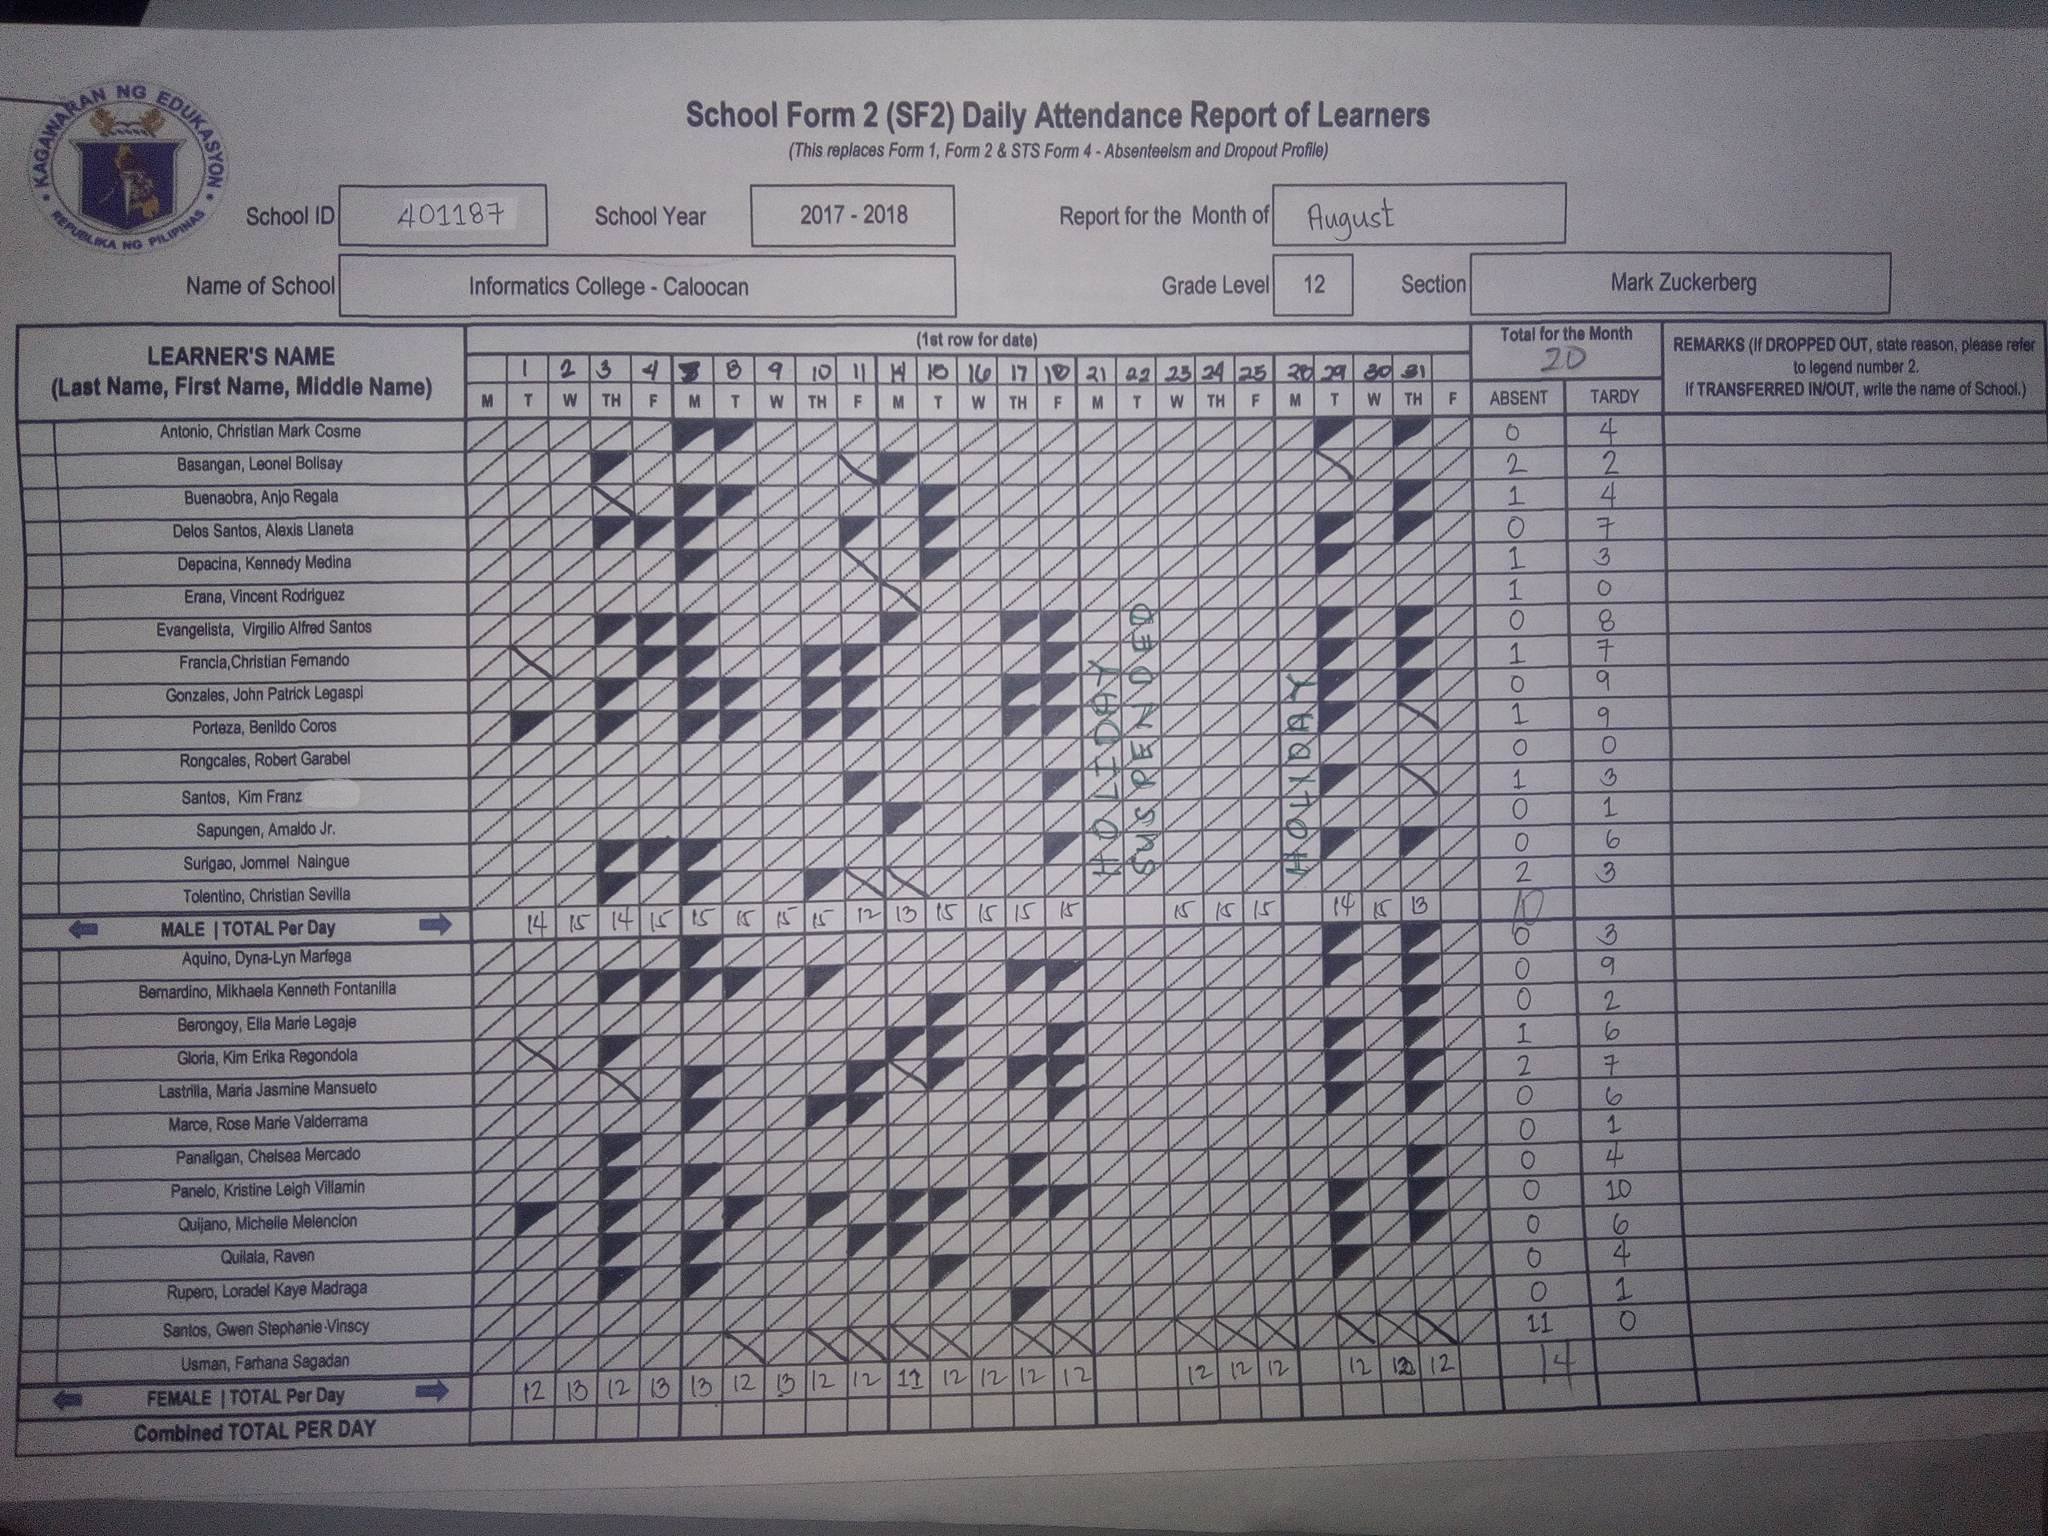 KAGAWARAN NG EDUKASYON
REPUBLIKA NG PILIPINAS
School Form 2 (SF2) Daily Attendance Report of Learners
(This replaces Form 1, Form 2 & STS Form 4 - Absenteeism and Dropout Profile)
School ID 401187 School Year 2017 - 2018 Report for the Month of August
Name of School Informatics College - Caloocan Grade Level 12 Section Mark Zuckerberg
LEARNER'S NAME
(Last Name, First Name, Middle Name)
(1st row for date)
Total for the Month
20
REMARKS (If DROPPED OUT, state reason, please refer
to legend number 2.
If TRANSFERRED IN/OUT, write the name of School.)
1 2 3 4 8 9 10 11 14 16 17 18 21 22 23 24 25 28 29 30 31
M T W TH F M T W TH F M T W TH F M T W TH F M T W TH F ABSENT TARDY
Antonio, Christian Mark Cosme 0 4
Basangan, Leonel Bolisay 2 2
Buenaobra, Anjo Regala 1 4
Delos Santos, Alexis Llaneta 0 7
Depacina, Kennedy Medina 1 3
Erana, Vincent Rodriguez 1 0
Evangelista, Virgilio Alfred Santos 0 8
Francia,Christian Fernando 1 7
Gonzales, John Patrick Legaspi 0 9
Porteza, Benildo Coros 1 9
Rongcales, Robert Garabel 0 0
Santos, Kim Franz 1 3
Sapungen, Arnaldo Jr. 0 1
Surigao, Jommel Naingue 0 6
Tolentino, Christian Sevilla 2 3
HOLIDAY
SUSPENDED
HOLIDAY
MALE | TOTAL Per Day 14 15 14 15 15 15 15 15 12 13 15 15 15 15 15 15 15 14 15 13 10
Aquino, Dyna-Lyn Marfega 0 3
Bernardino, Mikhaela Kenneth Fontanilla 0 9
Berongoy, Ella Marie Legaje 0 2
Gloria, Kim Erika Regondola 1 6
Lastrilla, Maria Jasmine Mansueto 2 7
Marce, Rose Marie Valderrama 0 6
Panaligan, Chelsea Mercado 0 1
Panelo, Kristine Leigh Villamin 0 4
Quijano, Michelle Melencion 0 10
Quilala, Raven 0 6
Rupero, Loradel Kaye Madraga 0 4
Santos, Gwen Stephanie Vinscy 0 1
Usman, Farhana Sagadan 11 0
FEMALE | TOTAL Per Day 12 13 12 13 13 12 13 12 12 11 12 12 12 12 12 12 12 12 12 14
Combined TOTAL PER DAY